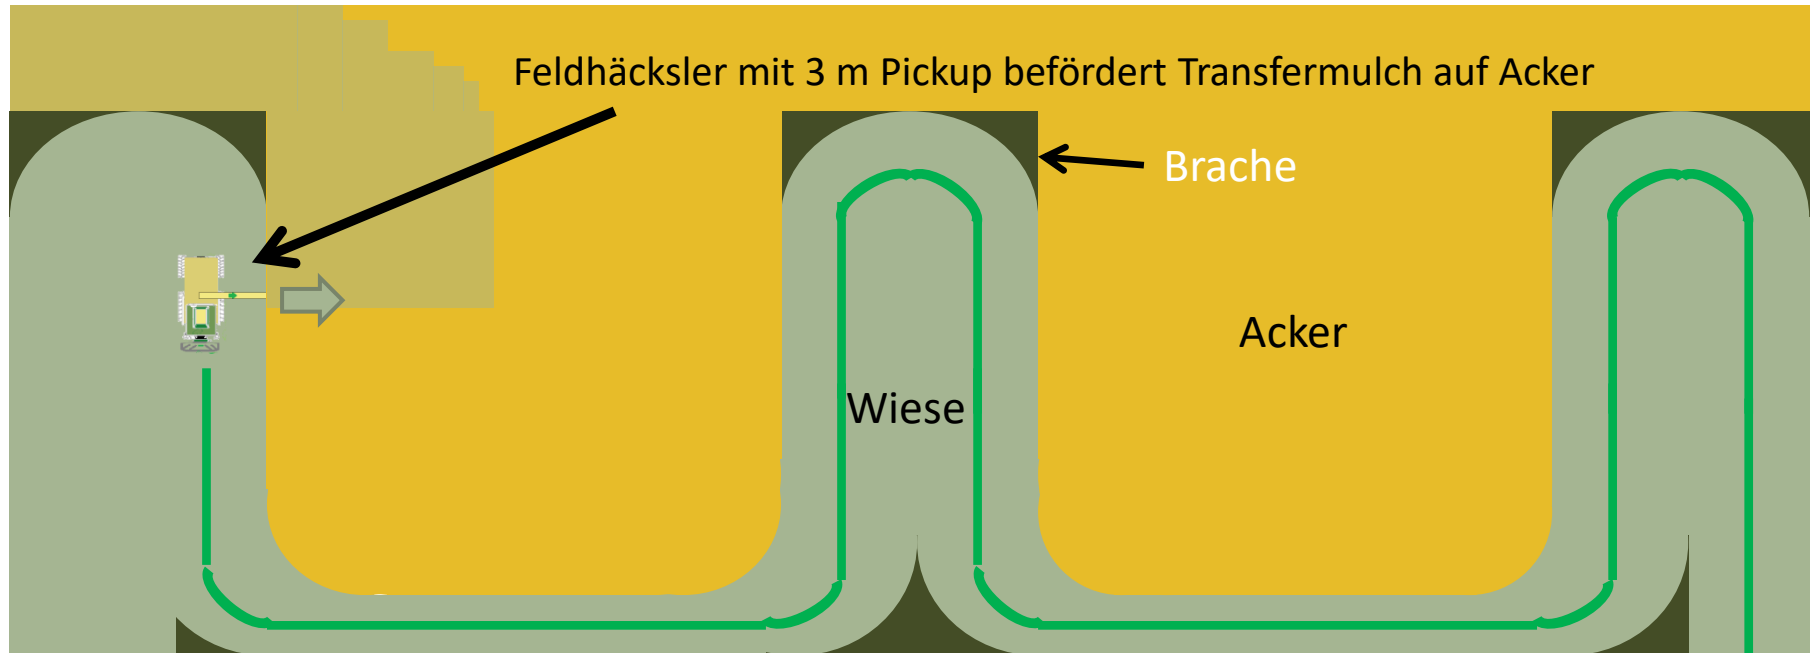 Feldhäcksler mit 3 m Pickup befördert Transfermulch auf Acker
Brache
Acker
Wiese